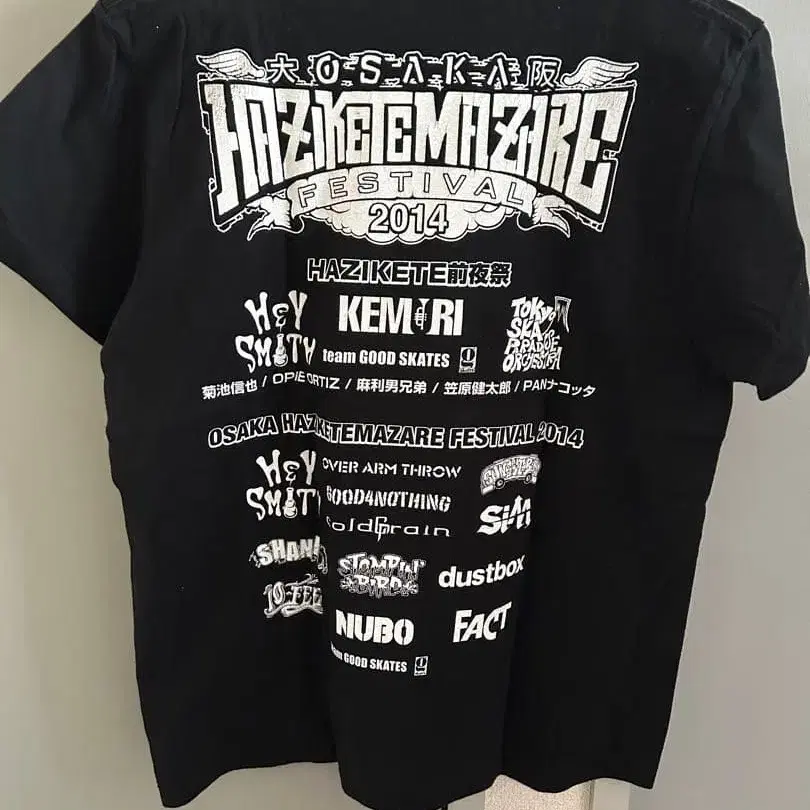 大OSAKA阪
HAZIKETEMAZARE
FESTIVAL
2014
HAZIKETE前夜祭
HEY SMITH KEMURI TOKYO SKA PARADISE ORCHESTRA
team GOOD SKATES
菊池信也 / OPIE ORTIZ / 麻利男兄弟 / 笠原健太郎 / PANナコッタ
OSAKA HAZIKETEMAZARE FESTIVAL 2014
HEY SMITH OVER ARM THROW
GOOD4NOTHING
coldrain SiM
SHANK STOMPIN' BIRD dustbox
10-FEET NUBO FACT
team GOOD SKATES